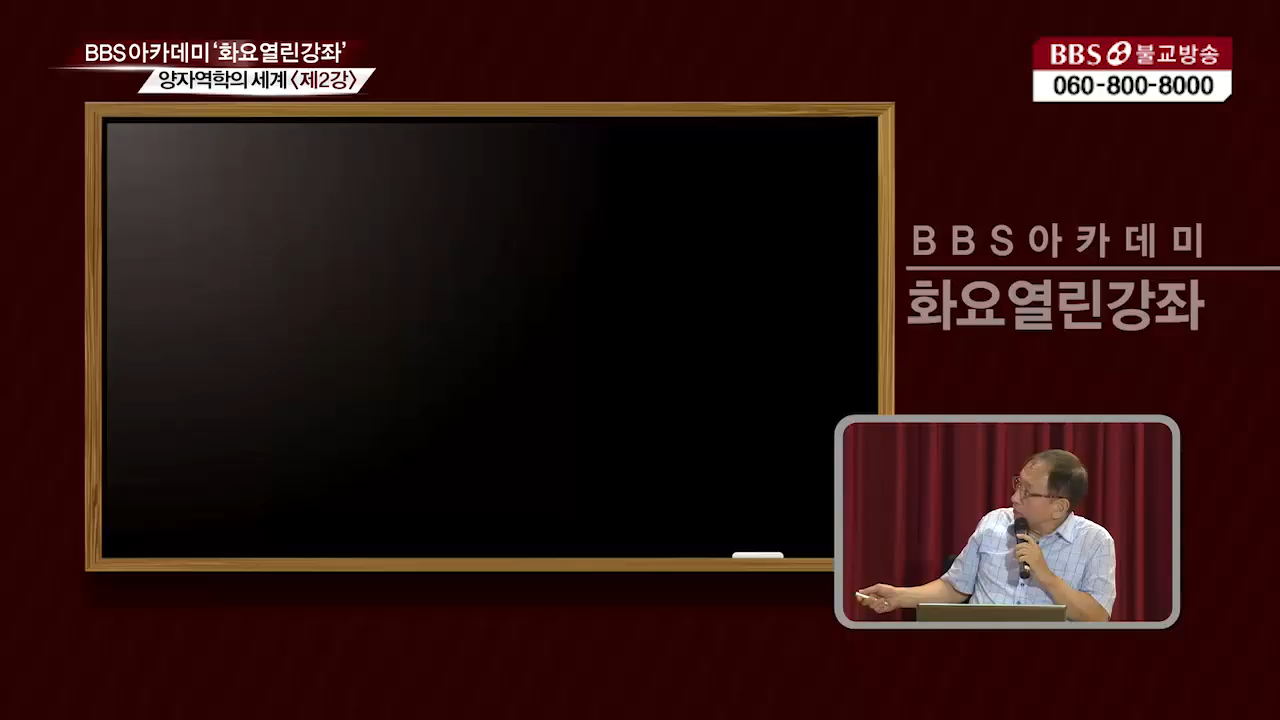 BBS아카데미 ‘화요열린강좌’
양자역학의 세계 <제2강>
BBS 불교방송
060-800-8000
BBS아카데미
화요열린강좌